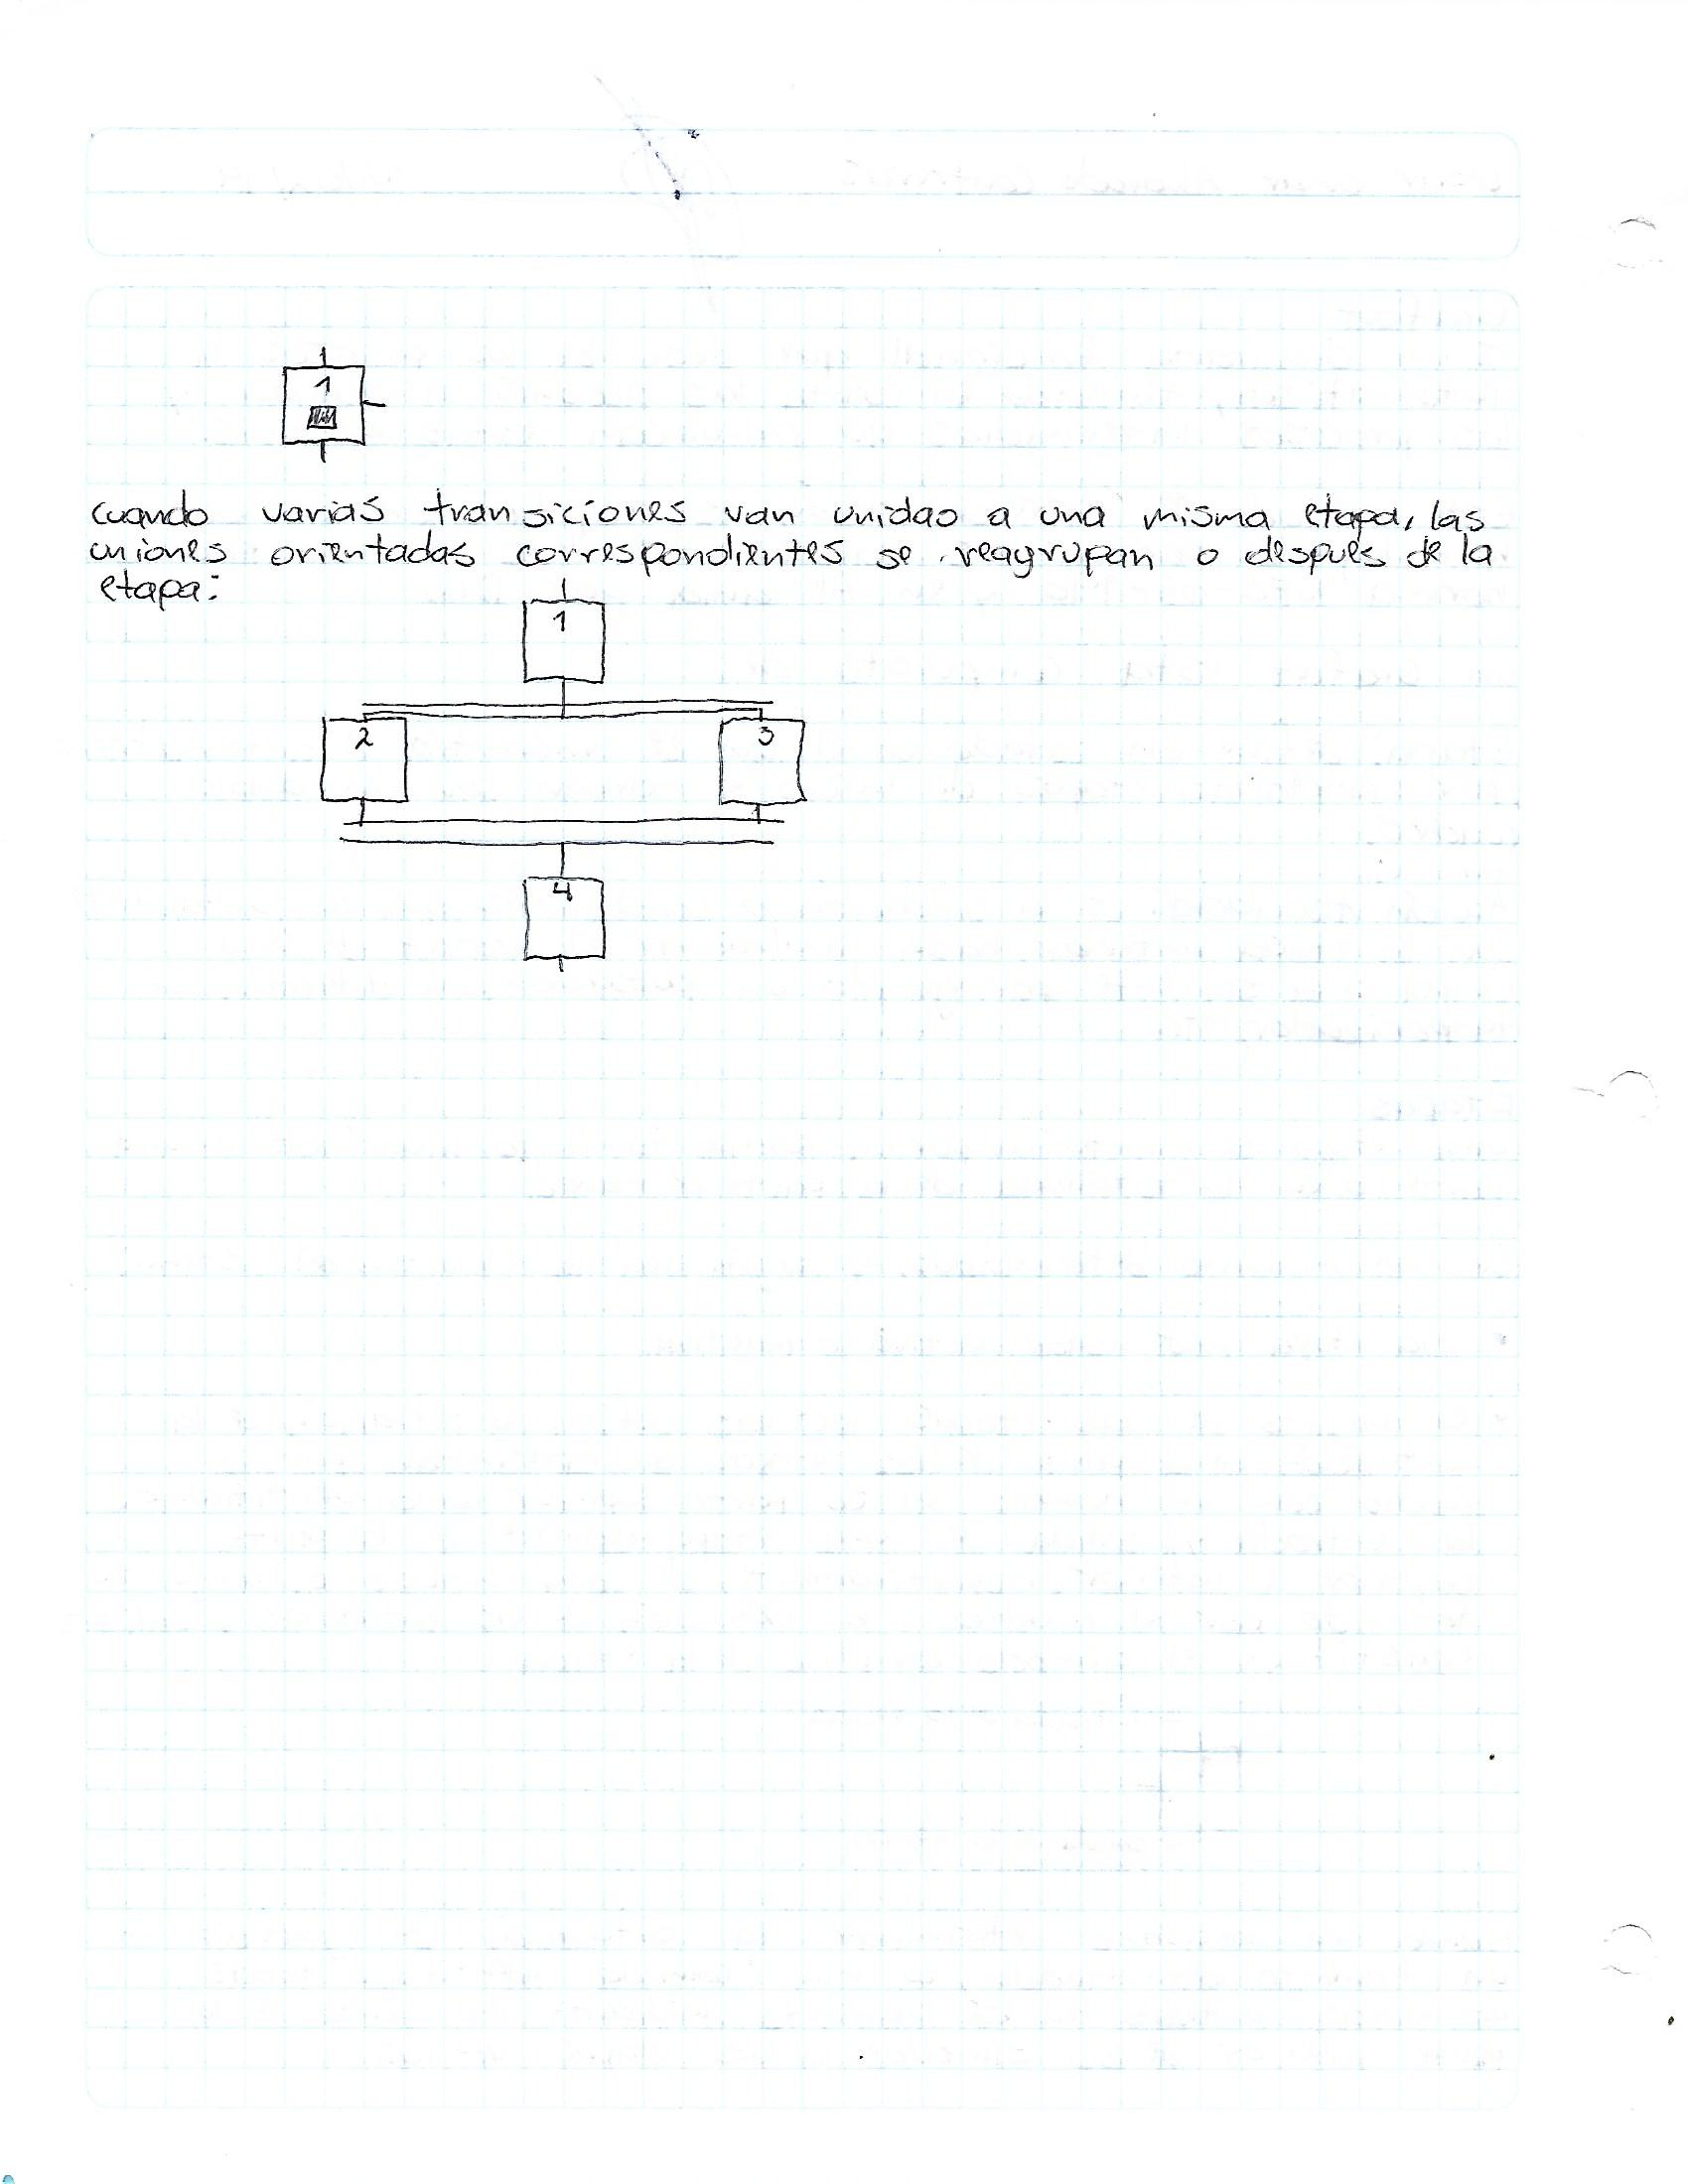 1
cuando varias transiciones van unidao a una misma etapa, las
uniones orientadas correspondientes se reagrupan o después de la
etapa:
1
2 3
4